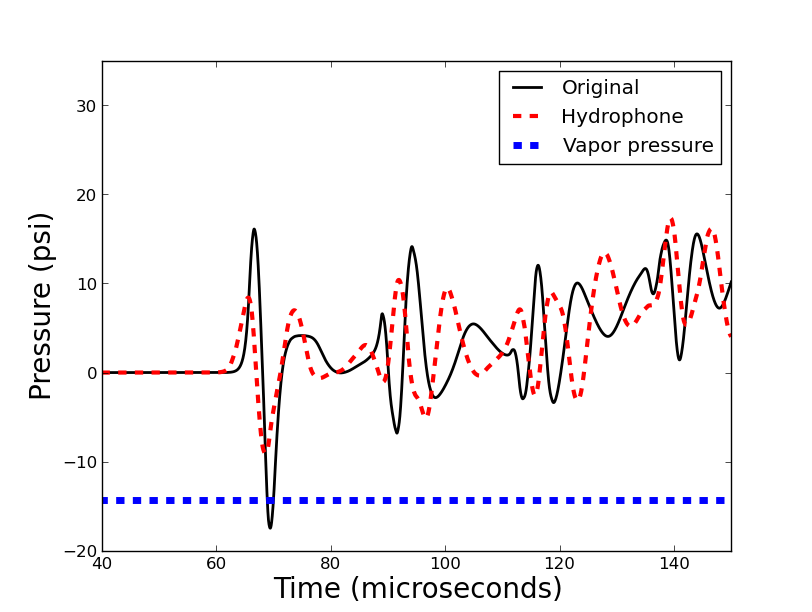 30
20
10
0
−10
−20
40
60
80
100
120
140
Pressure (psi)
Time (microseconds)
Original
Hydrophone
Vapor pressure